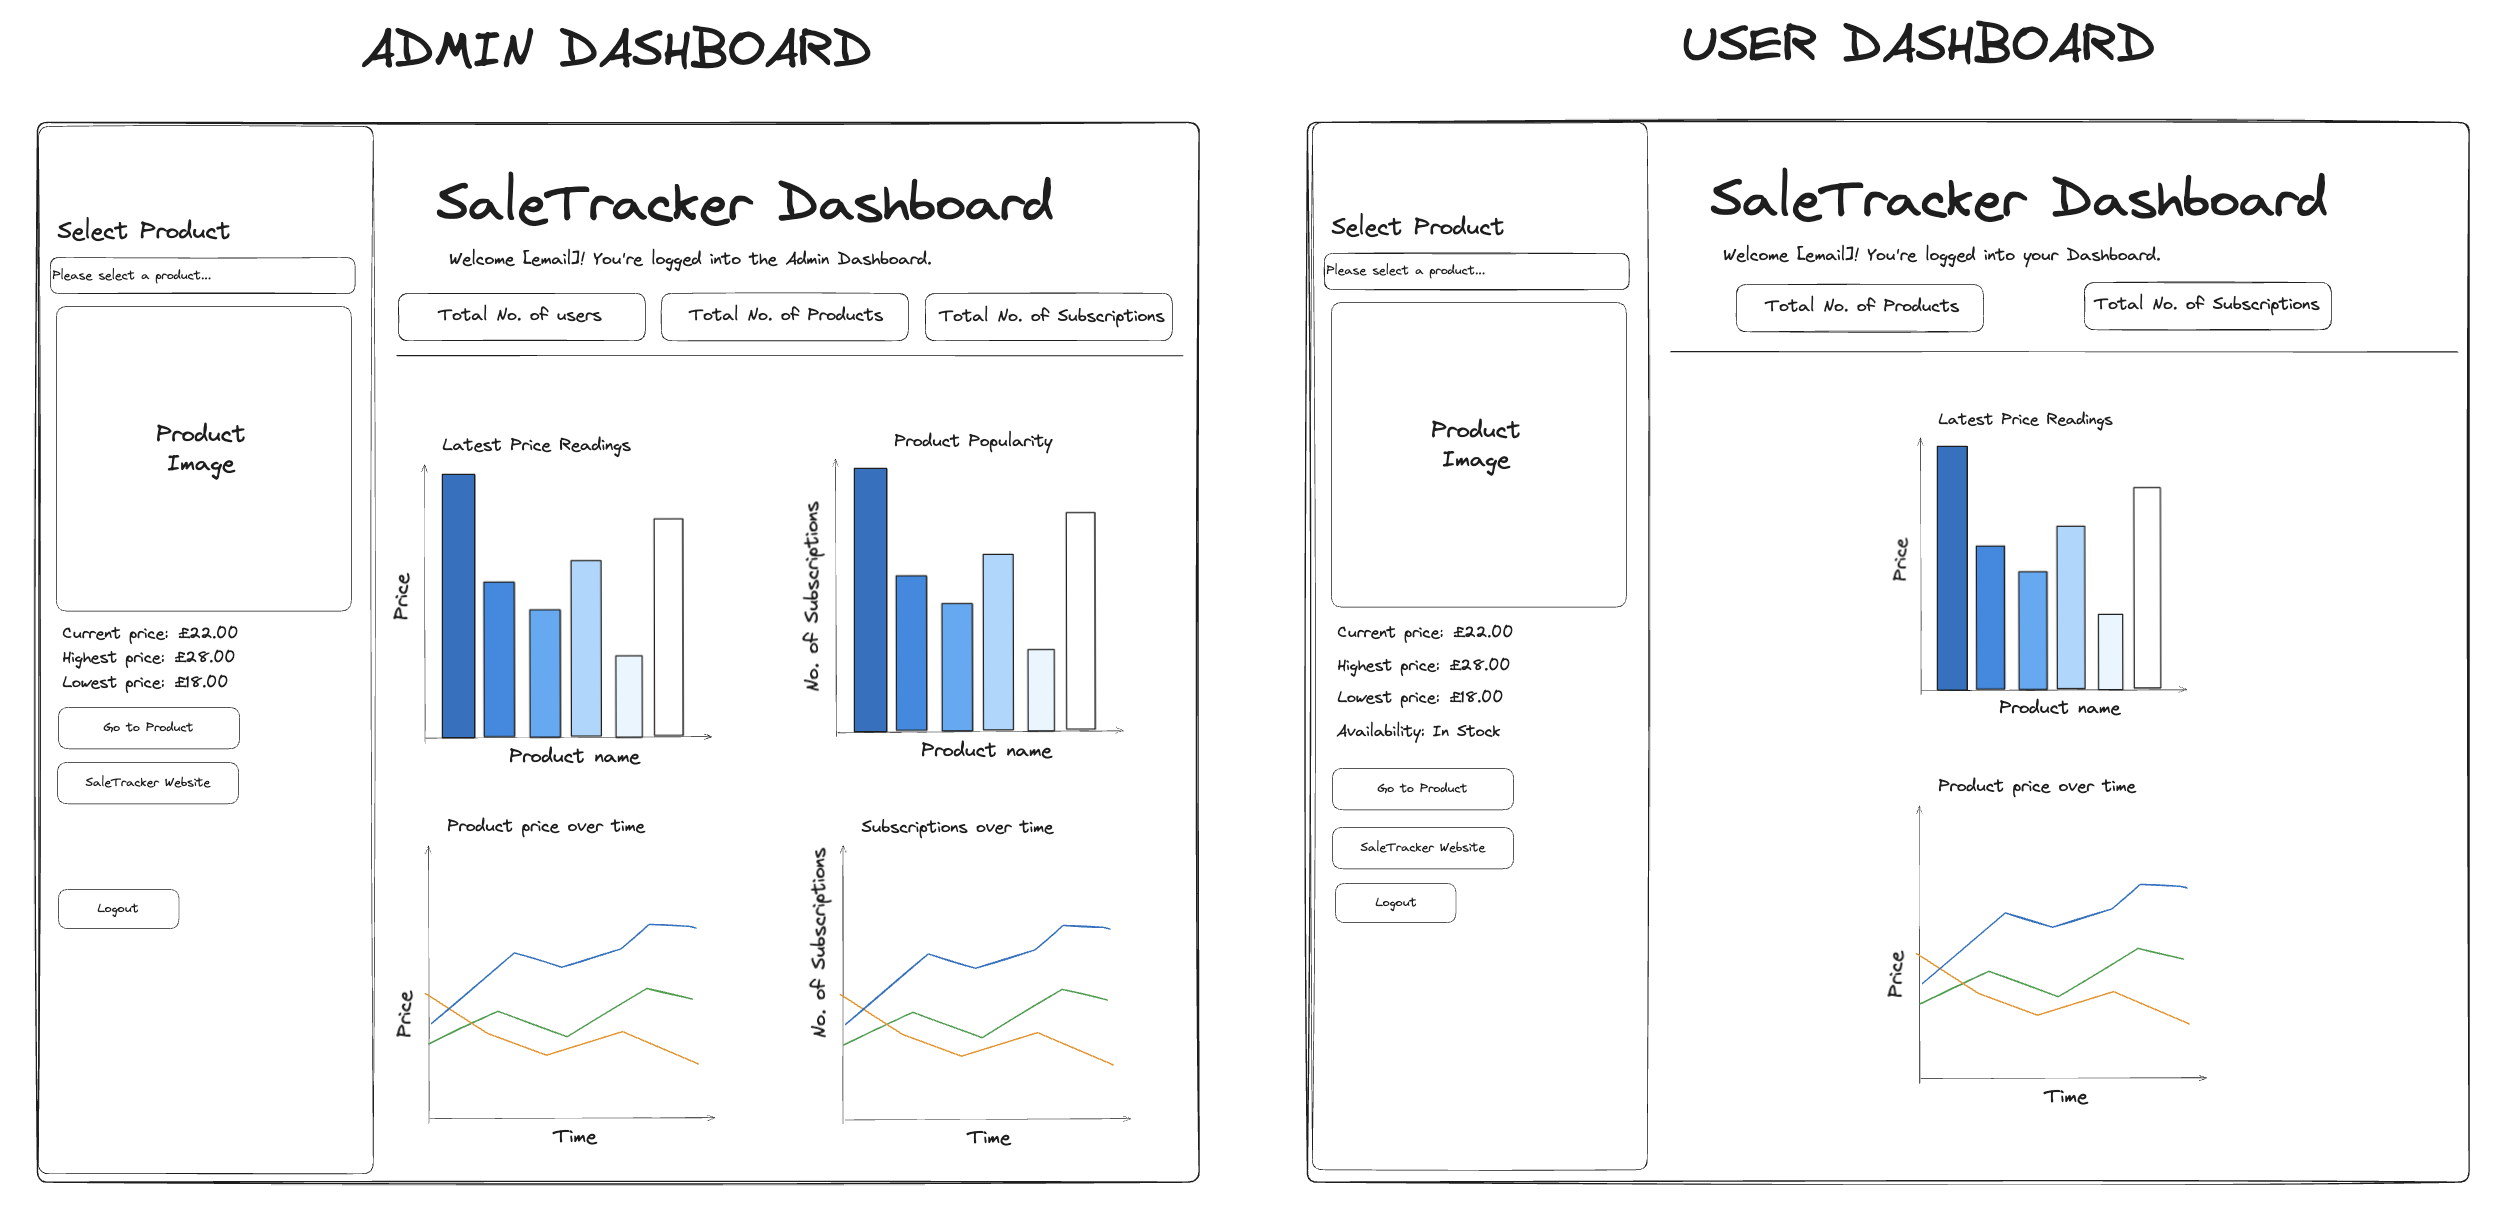 ADMIN DASHBOARD
Select Product
Please select a product...
Product
Image
Current price: £22.00
Highest price: £28.00
Lowest price: £18.00
Go to Product
SaleTracker Website
Logout
SaleTracker Dashboard
Welcome [email]! You're logged into the Admin Dashboard.
Total No. of users
Total No. of Products
Total No. of Subscriptions
Latest Price Readings
Price
Product name
Product Popularity
No. of Subscriptions
Product name
Product price over time
Price
Time
Subscriptions over time
No. of Subscriptions
Time
USER DASHBOARD
Select Product
Please select a product...
Product
Image
Current price: £22.00
Highest price: £28.00
Lowest price: £18.00
Availability: In Stock
Go to Product
SaleTracker Website
Logout
SaleTracker Dashboard
Welcome [email]! You're logged into your Dashboard.
Total No. of Products
Total No. of Subscriptions
Latest Price Readings
Price
Product name
Product price over time
Price
Time